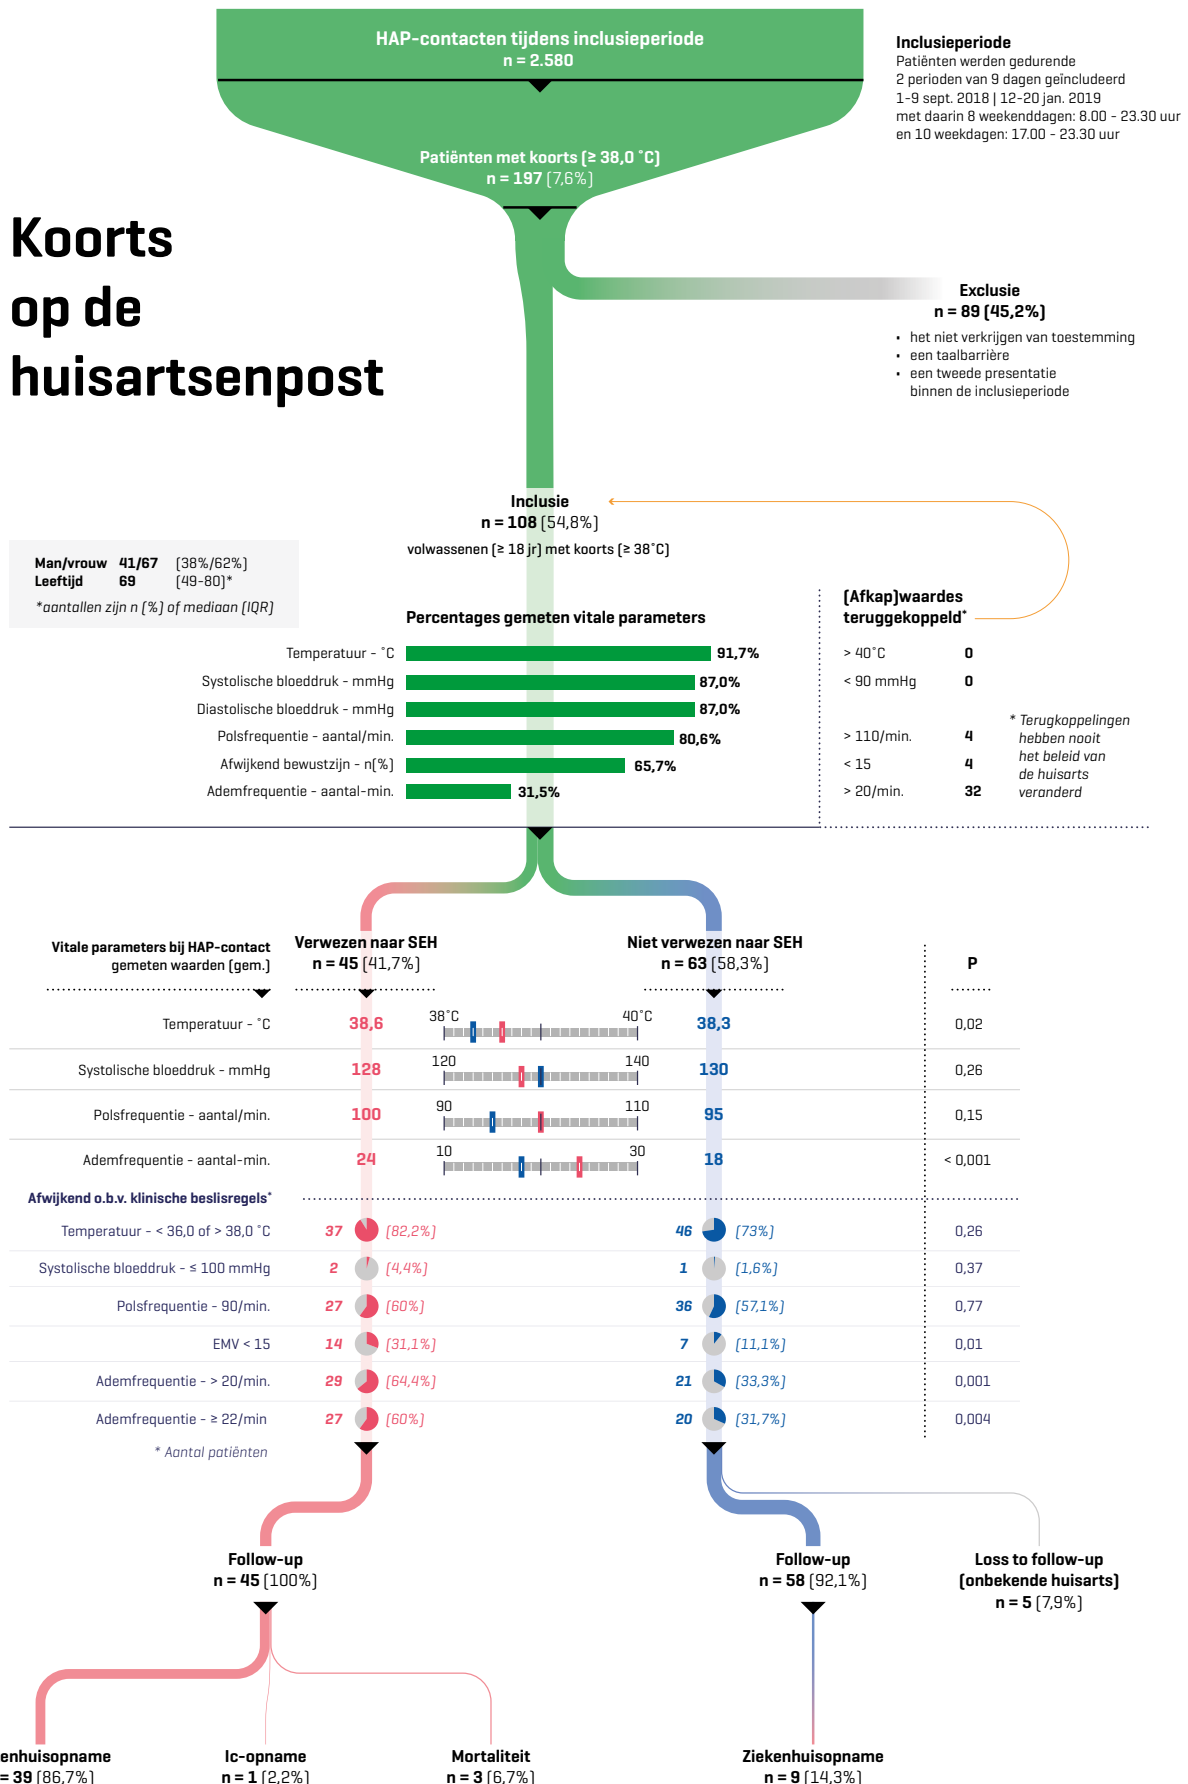 HAP-contacten tijdens inclusieperiode
n = 2.580
Inclusieperiode
Patiënten werden gedurende
2 perioden van 9 dagen geïncludeerd
1-9 sept. 2018 | 12-20 jan. 2019
met daarin 8 weekenddagen: 8.00 - 23.30 uur
en 10 weekdagen: 17.00 - 23.30 uur
Patiënten met koorts (≥ 38,0 ˚C)
n = 197 (7,6%)
Koorts
op de
huisartsenpost
Exclusie
n = 89 (45,2%)
• het niet verkrijgen van toestemming
• een taalbarrière
• een tweede presentatie
binnen de inclusieperiode
Inclusie
n = 108 (54,8%)
volwassenen (≥ 18 jr) met koorts (≥ 38˚C)
Man/vrouw 41/67 (38%/62%)
Leeftijd 69 (49-80)*
*aantallen zijn n (%) of mediaan (IQR)
Percentages gemeten vitale parameters
(Afkap)waardes
teruggekoppeld*
Temperatuur - ˚C 91,7% > 40˚C 0
Systolische bloeddruk - mmHg 87,0% < 90 mmHg 0
Diastolische bloeddruk - mmHg 87,0%
Polsfrequentie - aantal/min. 80,6% > 110/min. 4
Afwijkend bewustzijn - n(%) 65,7% < 15 4
Ademfrequentie - aantal-min. 31,5% > 20/min. 32
* Terugkoppelingen
hebben nooit
het beleid van
de huisarts
veranderd
Vitale parameters bij HAP-contact
gemeten waarden (gem.)
Verwezen naar SEH
n = 45 (41,7%)
Niet verwezen naar SEH
n = 63 (58,3%)
P
Temperatuur - ˚C 38,6 38˚C 40˚C 38,3 0,02
Systolische bloeddruk - mmHg 128 120 140 130 0,26
Polsfrequentie - aantal/min. 100 90 110 95 0,15
Ademfrequentie - aantal-min. 24 10 30 18 < 0,001
Afwijkend o.b.v. klinische beslisregels*
Temperatuur - < 36,0 of > 38,0 ˚C 37 (82,2%) 46 (73%) 0,26
Systolische bloeddruk - ≤ 100 mmHg 2 (4,4%) 1 (1,6%) 0,37
Polsfrequentie - 90/min. 27 (60%) 36 (57,1%) 0,77
EMV < 15 14 (31,1%) 7 (11,1%) 0,01
Ademfrequentie - > 20/min. 29 (64,4%) 21 (33,3%) 0,001
Ademfrequentie - ≥ 22/min 27 (60%) 20 (31,7%) 0,004
* Aantal patiënten
Follow-up
n = 45 (100%)
Follow-up
n = 58 (92,1%)
Loss to follow-up
(onbekende huisarts)
n = 5 (7,9%)
enhuisopname
= 39 (86,7%)
Ic-opname
n = 1 (2,2%)
Mortaliteit
n = 3 (6,7%)
Ziekenhuisopname
n = 9 (14,3%)